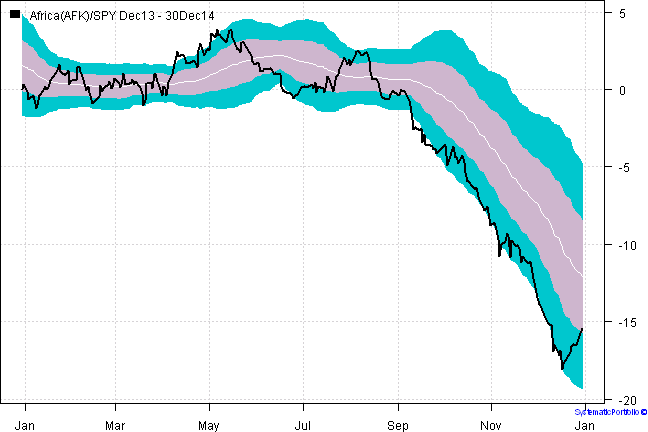 Africa(AFK)/SPY Dec13 - 30Dec14
5
0
-5
-10
-15
-20
SystematicPortfolio ©
Jan Mar May Jul Sep Nov Jan